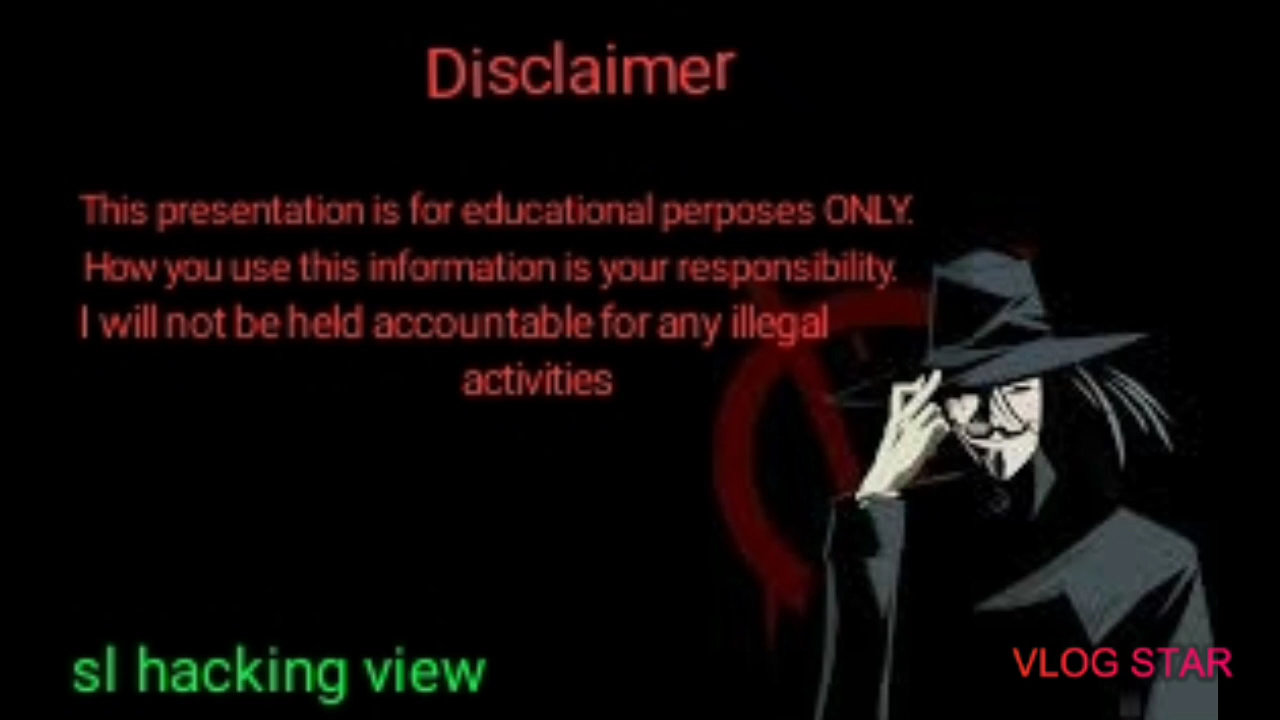 Disclaimer
This presentation is for educational perposes ONLY.
How you use this information is your responsibility.
I will not be held accountable for any illegal
activities
sl hacking view
VLOG STAR